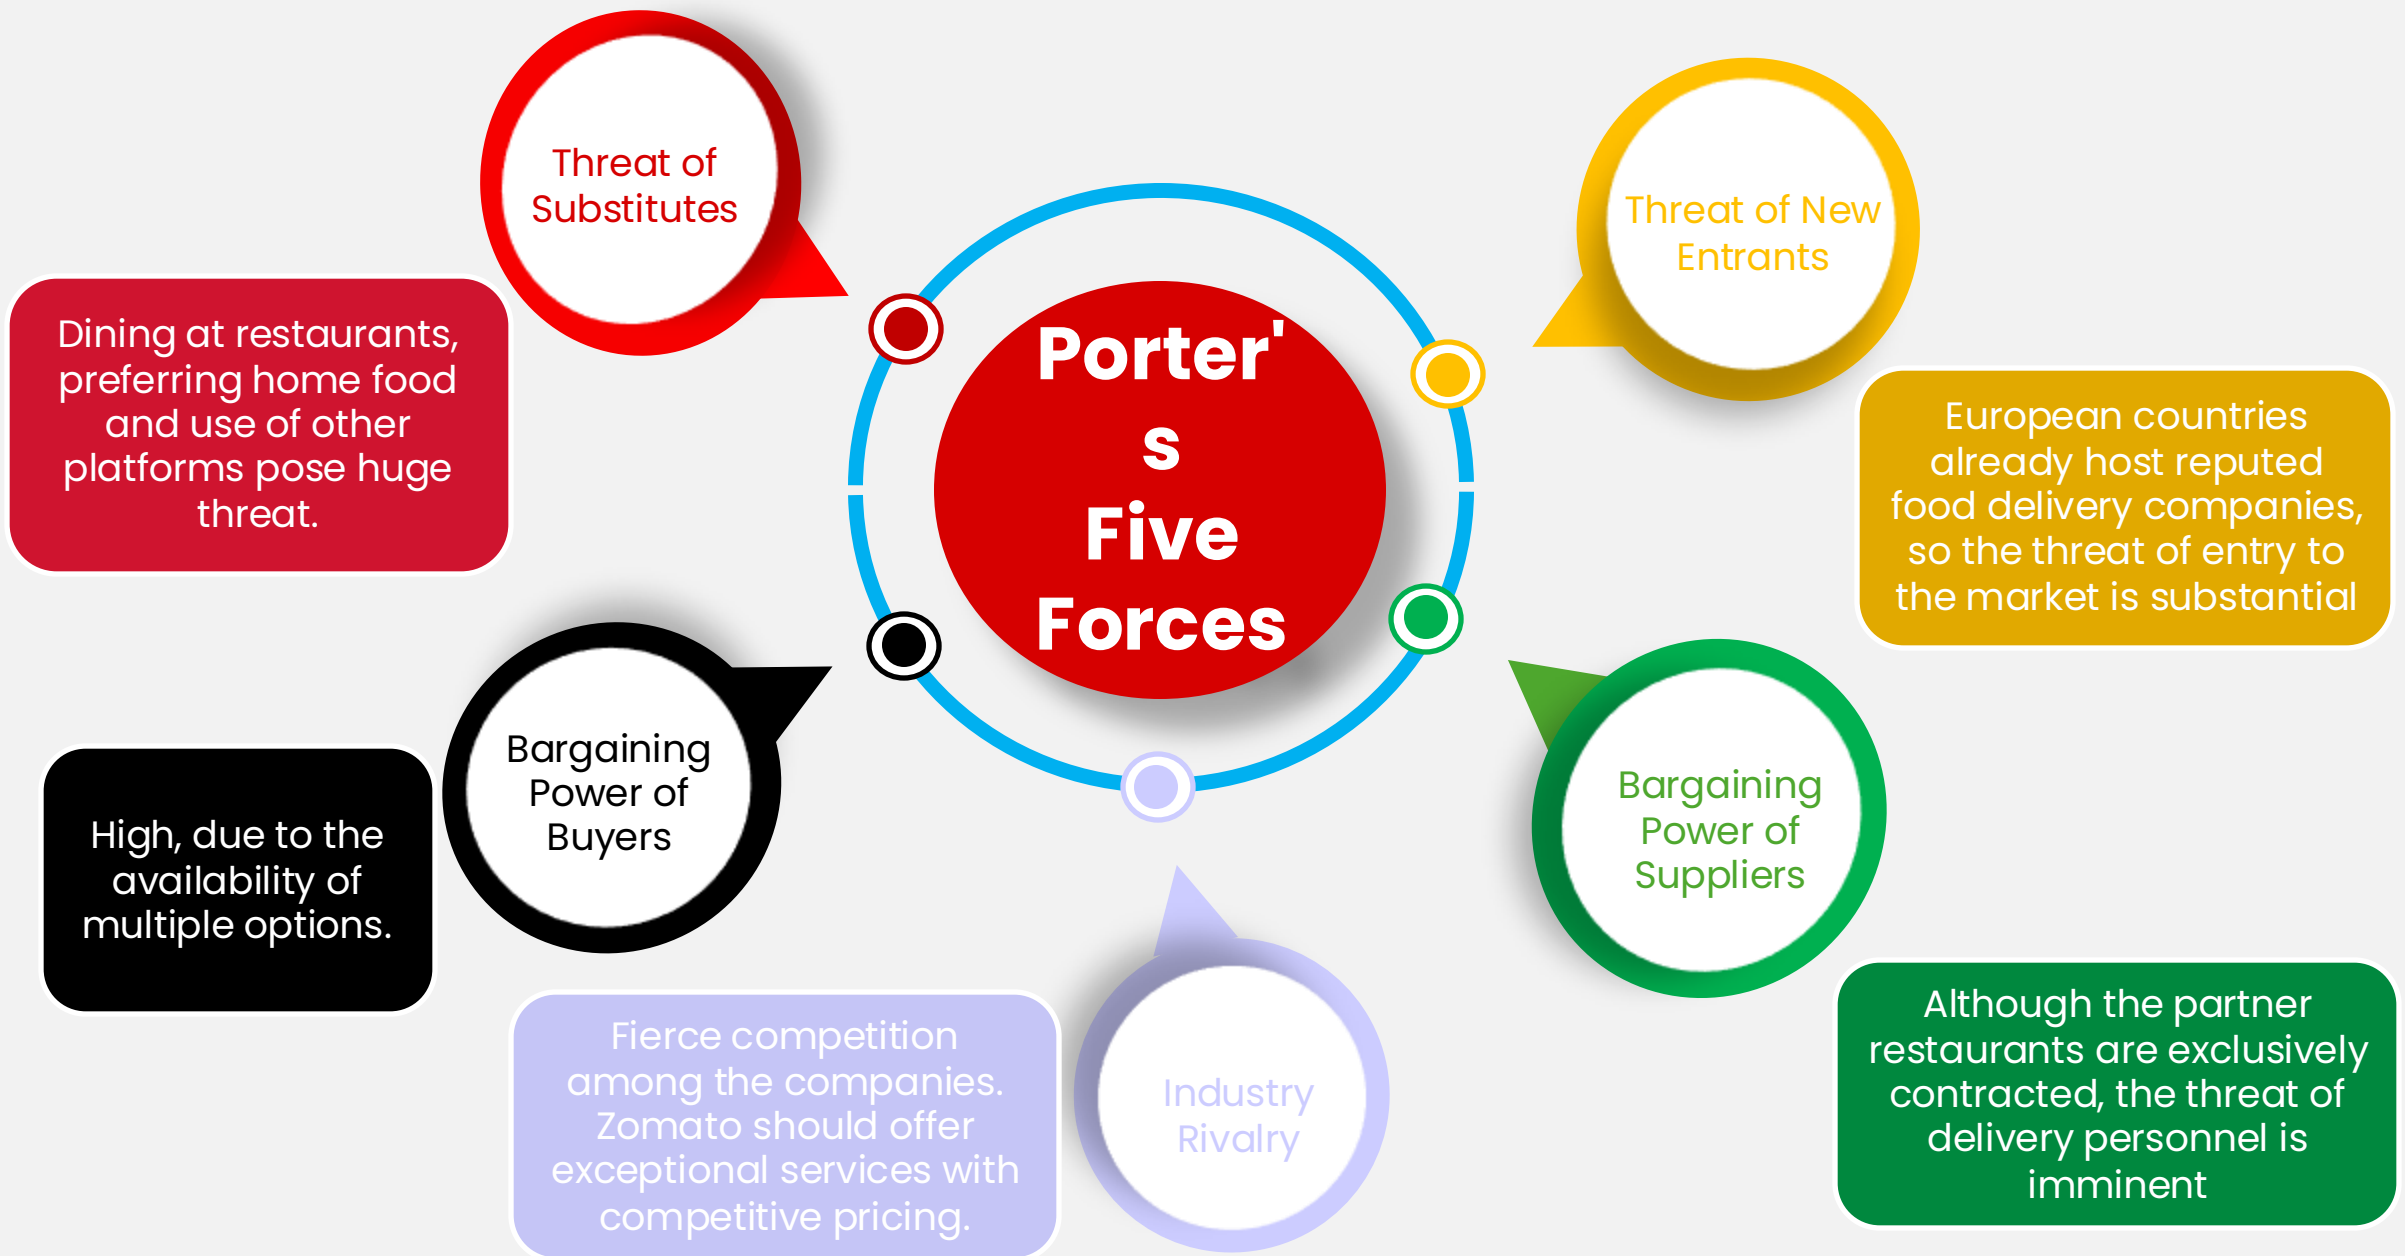 Threat of
Substitutes
Dining at restaurants,
preferring home food
and use of other
platforms pose huge
threat.
Porter'
s
Five
Forces
Threat of New
Entrants
European countries
already host reputed
food delivery companies,
so the threat of entry to
the market is substantial
Bargaining
Power of
Buyers
High, due to the
availability of
multiple options.
Bargaining
Power of
Suppliers
Although the partner
restaurants are exclusively
contracted, the threat of
delivery personnel is
imminent
Industry
Rivalry
Fierce competition
among the companies.
Zomato should offer
exceptional services with
competitive pricing.